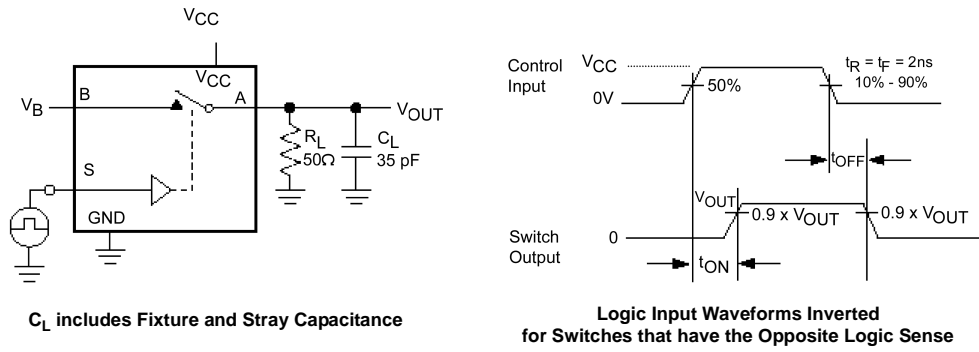 VCC
VCC
VB
B
A
VOUT
RL
50Ω
CL
35 pF
S
GND
CL includes Fixture and Stray Capacitance
Control
Input
VCC
0V
50%
tR = tF = 2ns
10% - 90%
tOFF
VOUT
0.9 x VOUT
0.9 x VOUT
Switch
Output
0
tON
Logic Input Waveforms Inverted
for Switches that have the Opposite Logic Sense